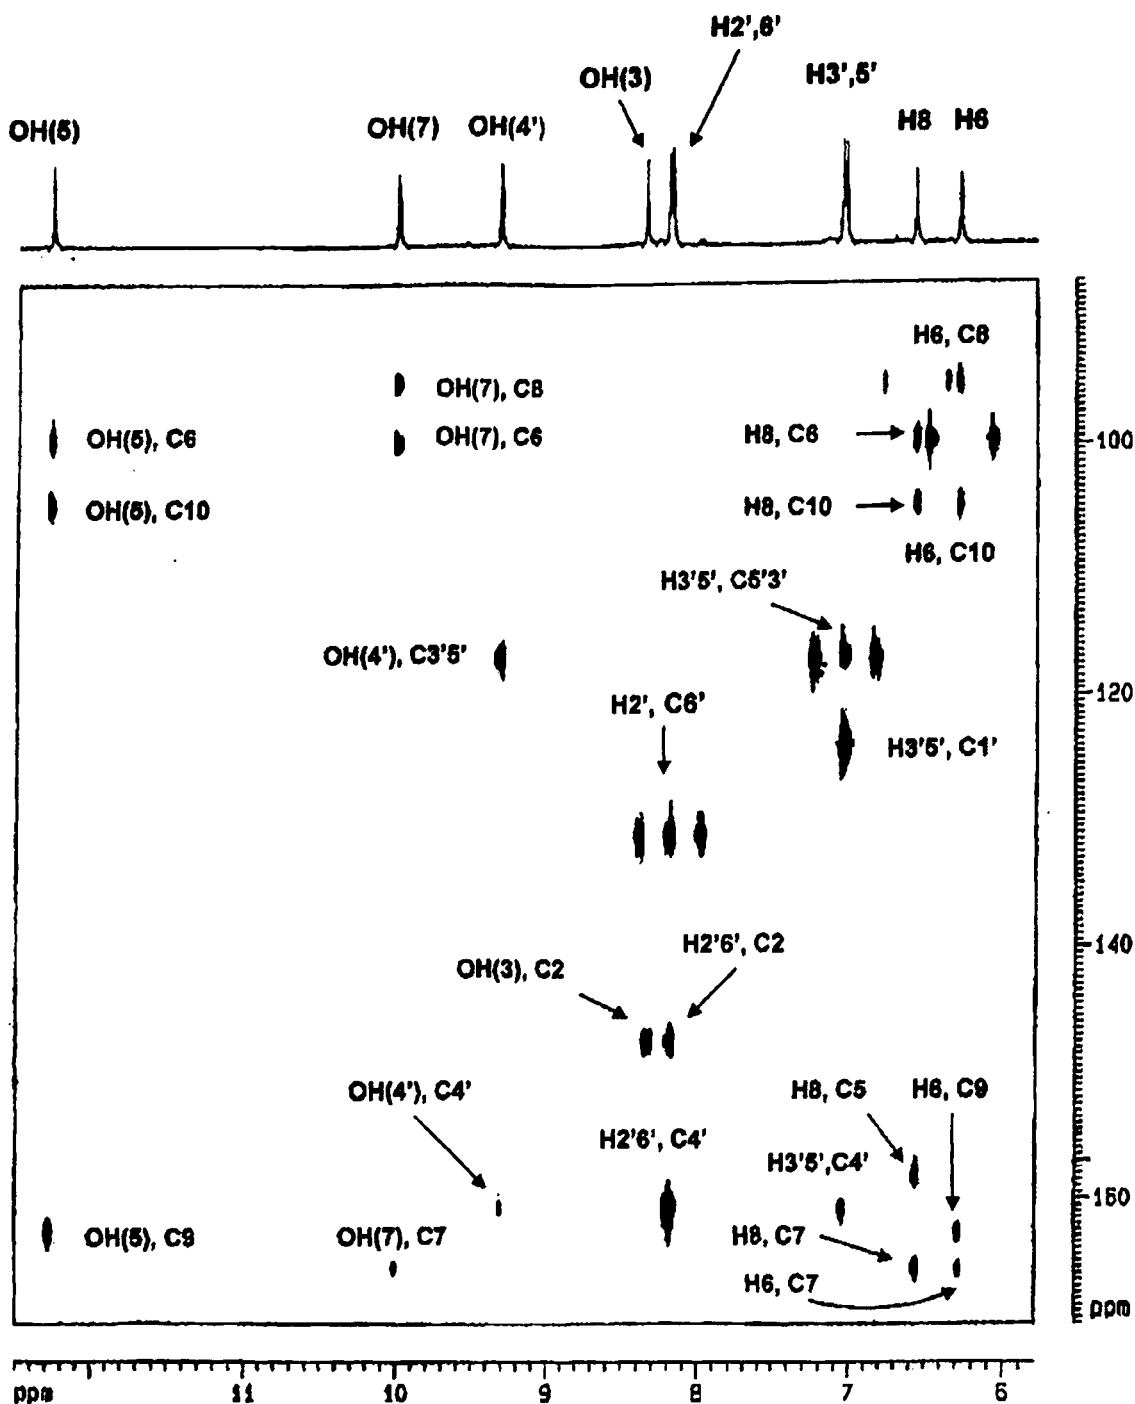 H2',6'
OH(3)
H3',5'
OH(5)
OH(7)
OH(4')
H8
H6
H6, C8
OH(7), C8
OH(5), C6
OH(7), C6
H8, C6
100
OH(5), C10
H8, C10
H6, C10
H3'5', C5'3'
OH(4'), C3'5'
120
H2', C6'
H3'5', C1'
140
H2'6', C2
OH(3), C2
OH(4'), C4'
H8, C5
H6, C9
H2'6', C4'
H3'5',C4'
160
OH(5), C9
OH(7), C7
H8, C7
H6, C7
ppm
ppm
11
10
9
8
7
6